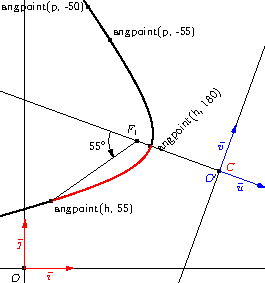 angpoint(p, -50)
angpoint(p, -55)
angpoint(h, 180)
F₁
55°
v⃗
C
O'
u⃗
angpoint(h, 55)
j⃗
O
i⃗